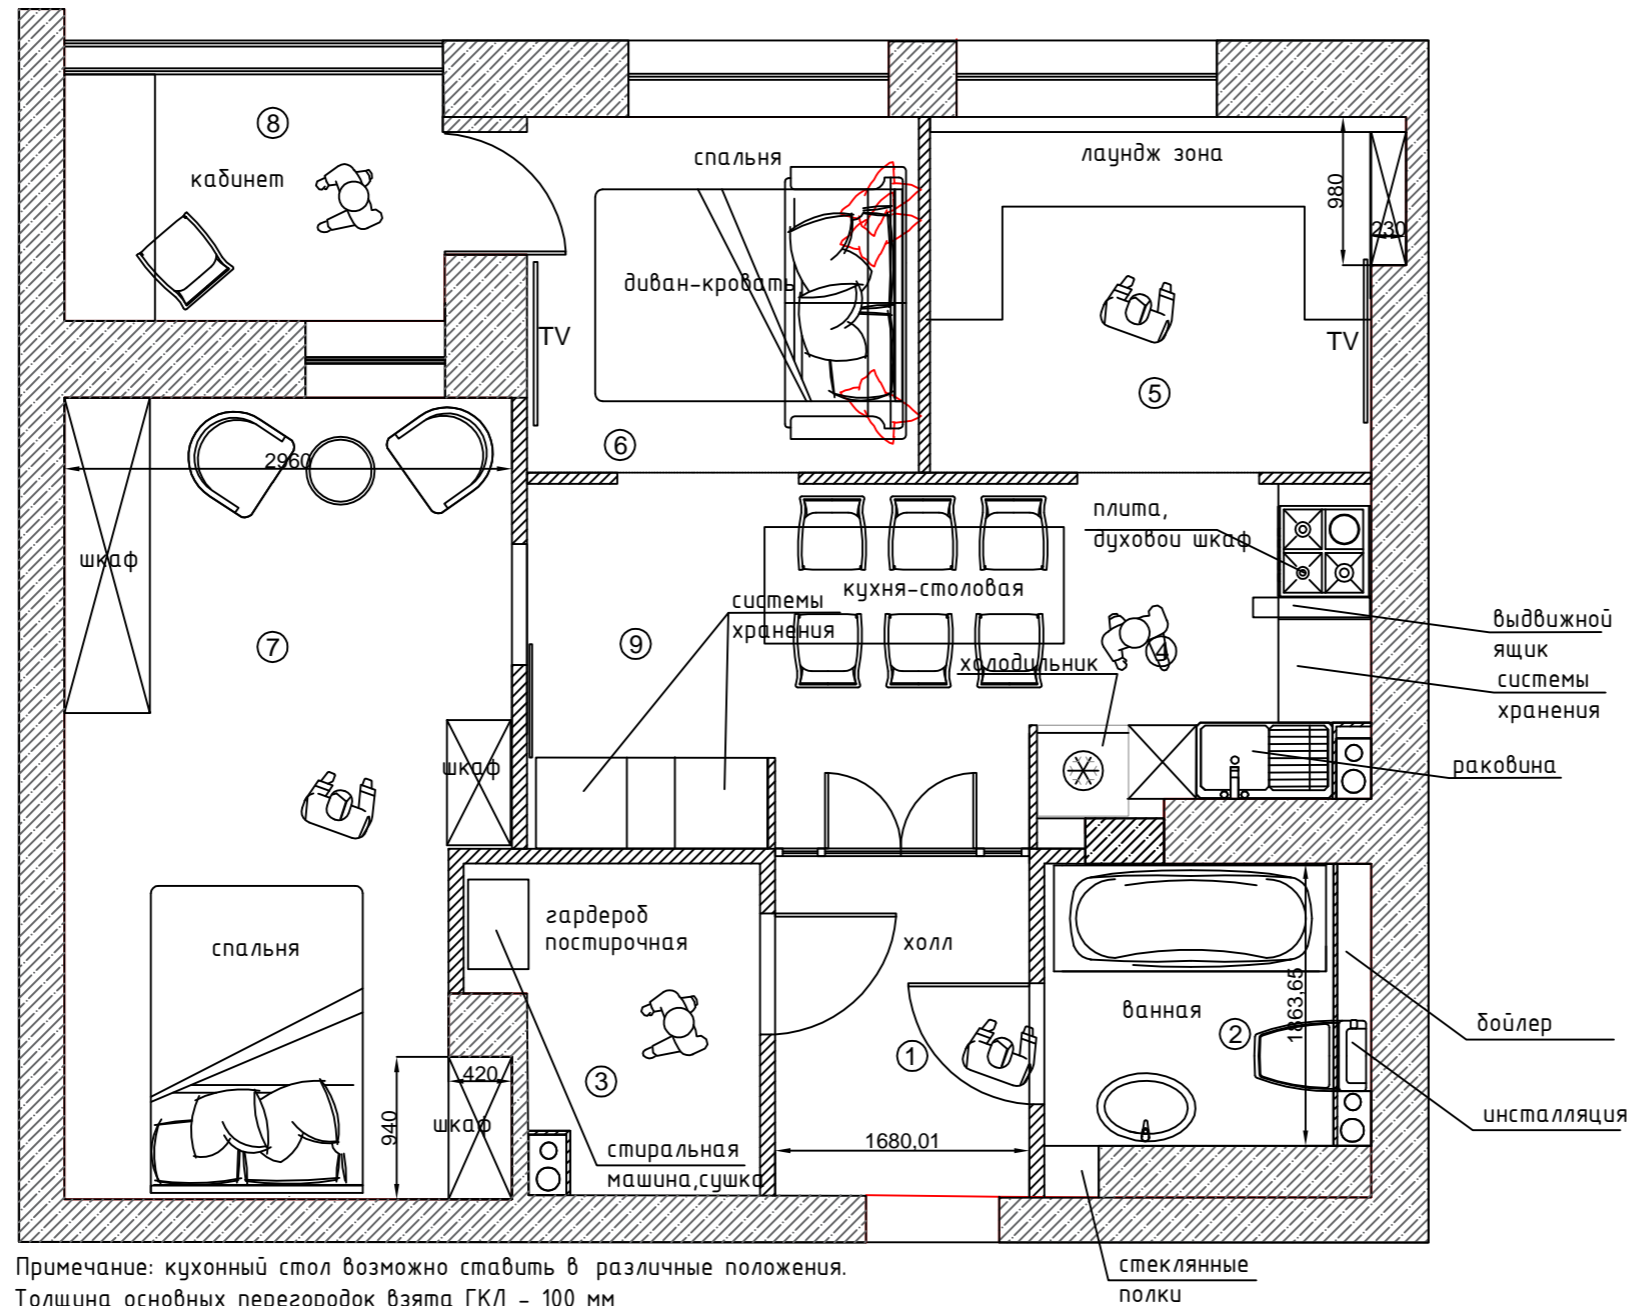 8
кабинет
спальня
лаундж зона
980
230
диван-кровать
TV
TV
5
6
2960
плита,
духовой шкаф
шкаф
кухня-столовая
системы
хранения
выдвижной
ящик
7
9
4
холодильник
системы
хранения
шкаф
раковина
гардероб
постирочная
холл
спальня
ванная
1863,65
2
бойлер
1
3
420
940
шкаф
1680,01
инсталляция
стиральная
машина,сушка
стеклянные
полки
Примечание: кухонный стол возможно ставить в различные положения.
Толщина основных перегородок взята ГКЛ - 100 мм